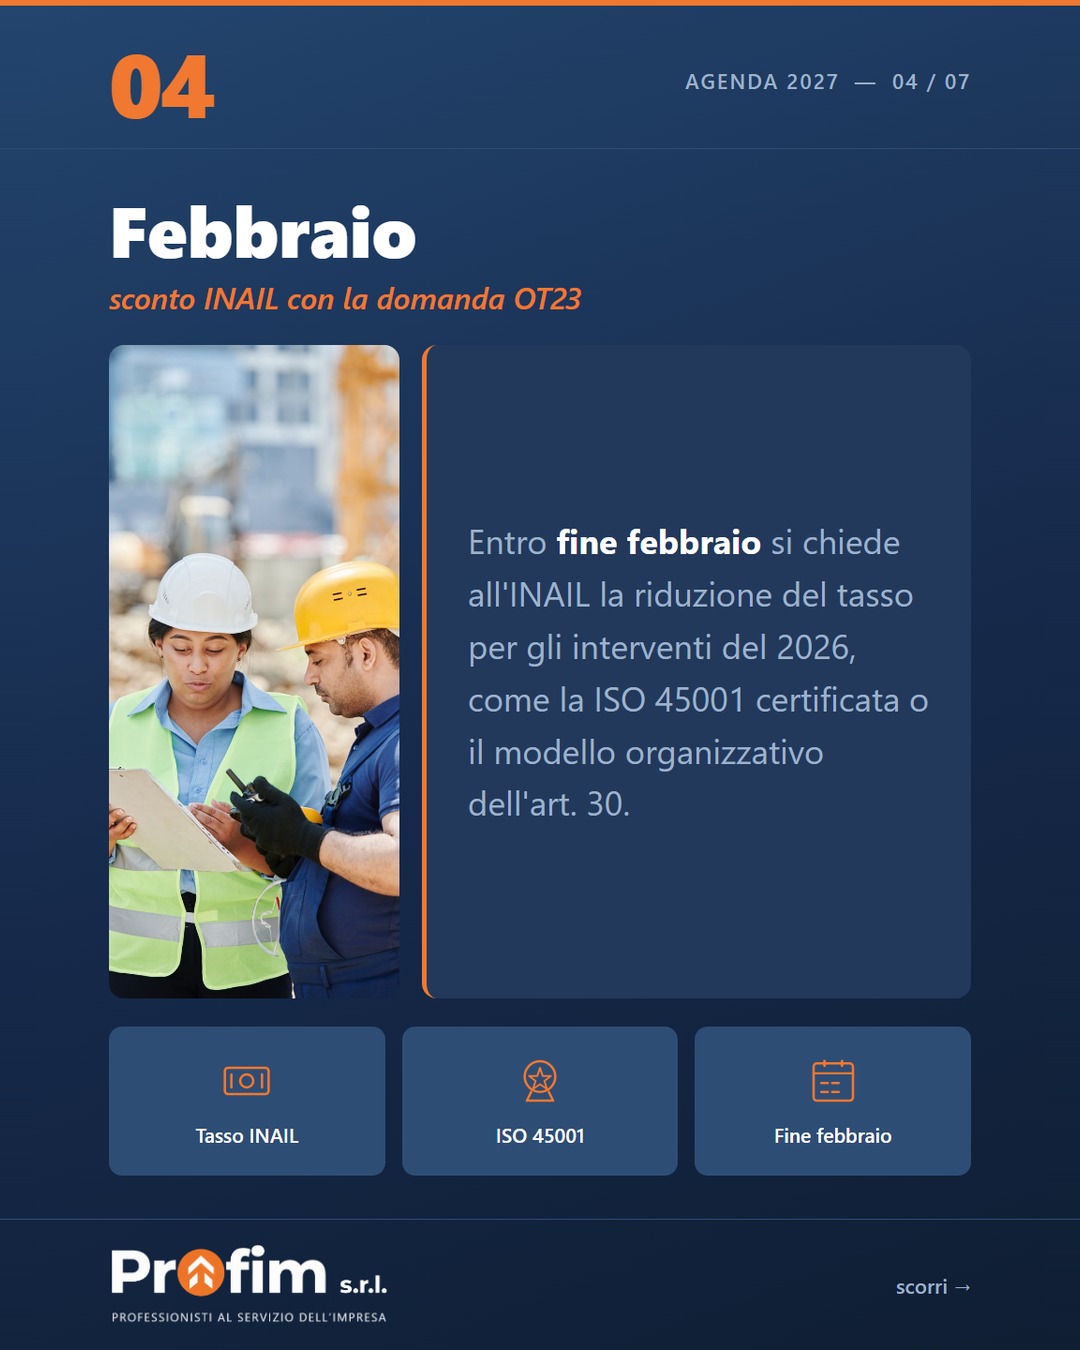 04
AGENDA 2027 — 04 / 07
Febbraio
sconto INAIL con la domanda OT23
Entro fine febbraio si chiede
all'INAIL la riduzione del tasso
per gli interventi del 2026,
come la ISO 45001 certificata o
il modello organizzativo
dell'art. 30.
Tasso INAIL
ISO 45001
Fine febbraio
Profim s.r.l.
PROFESSIONISTI AL SERVIZIO DELL'IMPRESA
scorri →